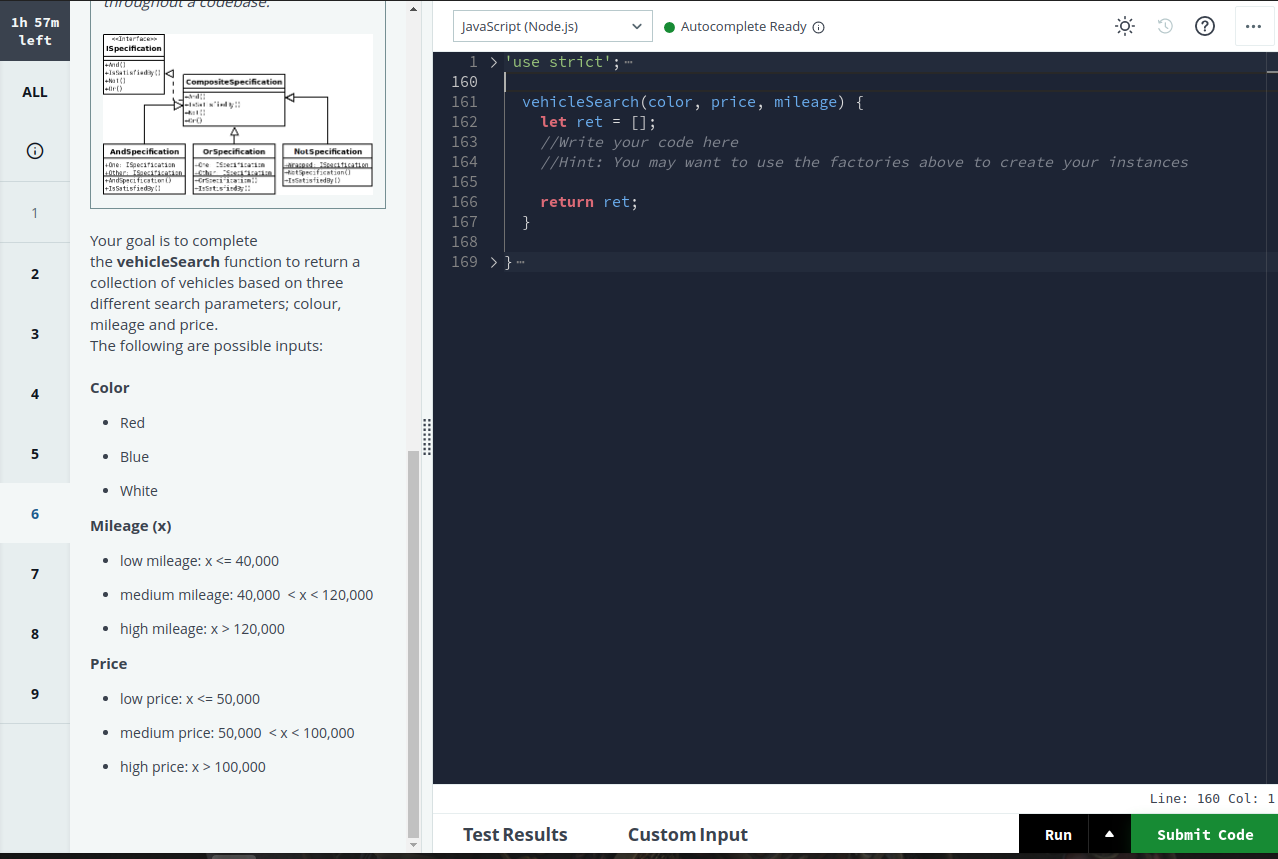 1h 57m
left
ALL
1
2
3
4
5
6
7
8
9
throughout a codebase.
<<Interface>>
ISpecification
+And()
+IsSatisfiedBy()
+Not()
+Or()
CompositeSpecification
+And()
+IsSatisfiedBy()
+Not()
+Or()
AndSpecification
+One: ISpecification
+Other: ISpecification
+AndSpecification()
+IsSatisfiedBy()
OrSpecification
ISpecification
ISpecification
OrSpecification()
IsSatisfiedBy()
NotSpecification
Wrapped: ISpecification
NotSpecification()
IsSatisfiedBy()
Your goal is to complete
the vehicleSearch function to return a
collection of vehicles based on three
different search parameters; colour,
mileage and price.
The following are possible inputs:
Color
• Red
• Blue
• White
Mileage (x)
• low mileage: x <= 40,000
• medium mileage: 40,000 < x < 120,000
• high mileage: x > 120,000
Price
• low price: x <= 50,000
• medium price: 50,000 < x < 100,000
• high price: x > 100,000
JavaScript (Node.js)
Autocomplete Ready
1 'use strict';
160
161 vehicleSearch(color, price, mileage) {
162 let ret = [];
163 //Write your code here
164 //Hint: You may want to use the factories above to create your instances
165
166 return ret;
167 }
168
169 }
Line: 160 Col: 1
Test Results Custom Input Run Submit Code